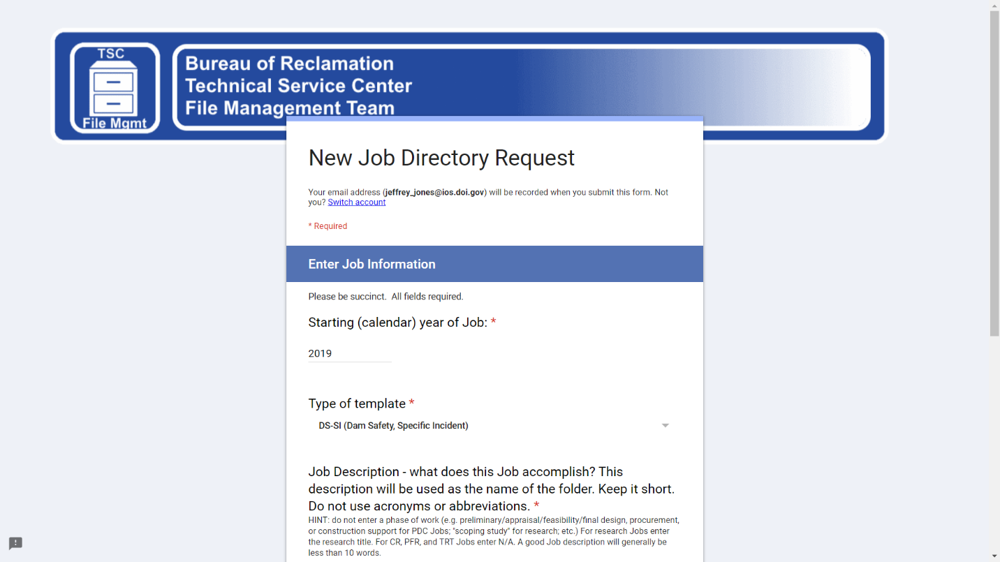 TSC
File Mgmt
Bureau of Reclamation
Technical Service Center
File Management Team
New Job Directory Request
Your email address (jeffrey_jones@ios.doi.gov) will be recorded when you submit this form. Not
you? Switch account
* Required
Enter Job Information
Please be succinct. All fields required.
Starting (calendar) year of Job: *
2019
Type of template *
DS-SI (Dam Safety, Specific Incident)
Job Description - what does this Job accomplish? This
description will be used as the name of the folder. Keep it short.
Do not use acronyms or abbreviations. *
HINT: do not enter a phase of work (e.g. preliminary/appraisal/feasibility/final design, procurement,
or construction support for PDC Jobs; "scoping study" for research; etc.) For research Jobs enter
the research title. For CR, PFR, and TRT Jobs enter N/A. A good Job description will generally be
less than 10 words.